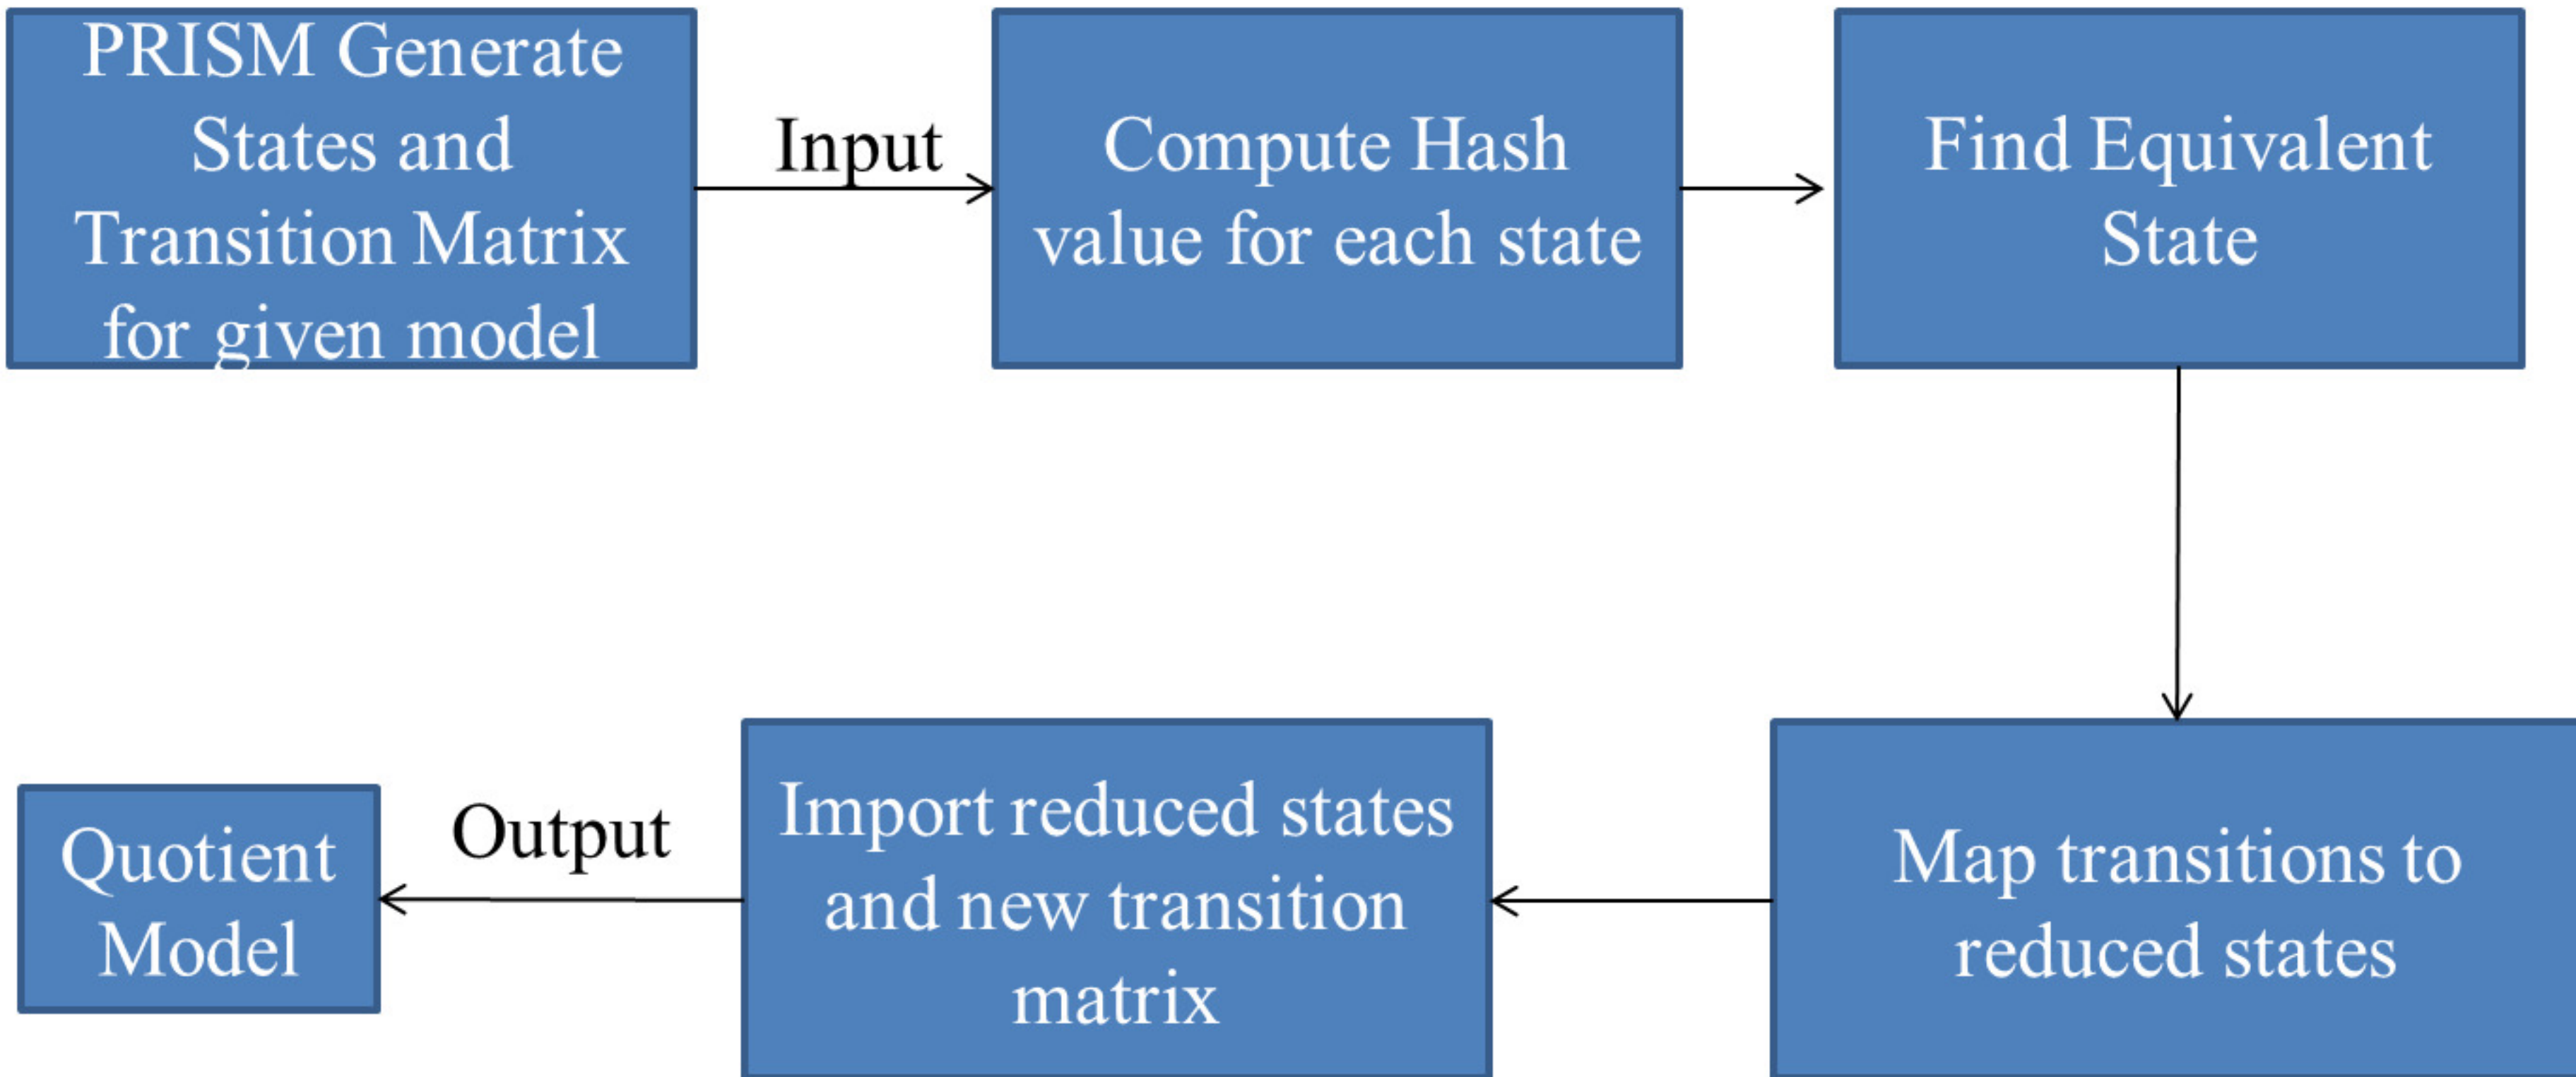 PRISM Generate
States and
Transition Matrix
for given model
Input
Compute Hash
value for each state
Find Equivalent
State
Map transitions to
reduced states
Import reduced states
and new transition
matrix
Output
Quotient
Model